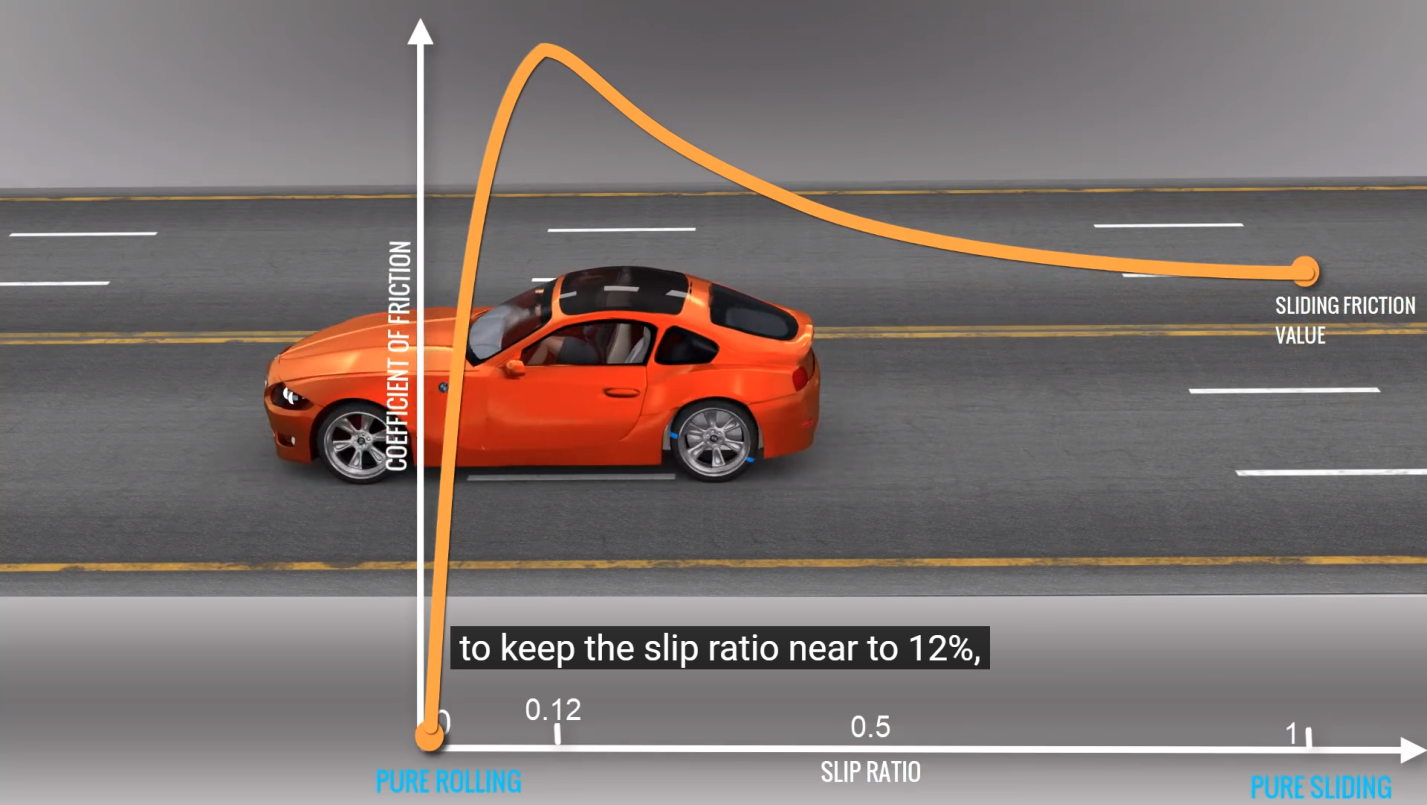 COEFFICIENT OF FRICTION
SLIDING FRICTION
VALUE
to keep the slip ratio near to 12%,
0
0.12
0.5
1
SLIP RATIO
PURE ROLLING
PURE SLIDING